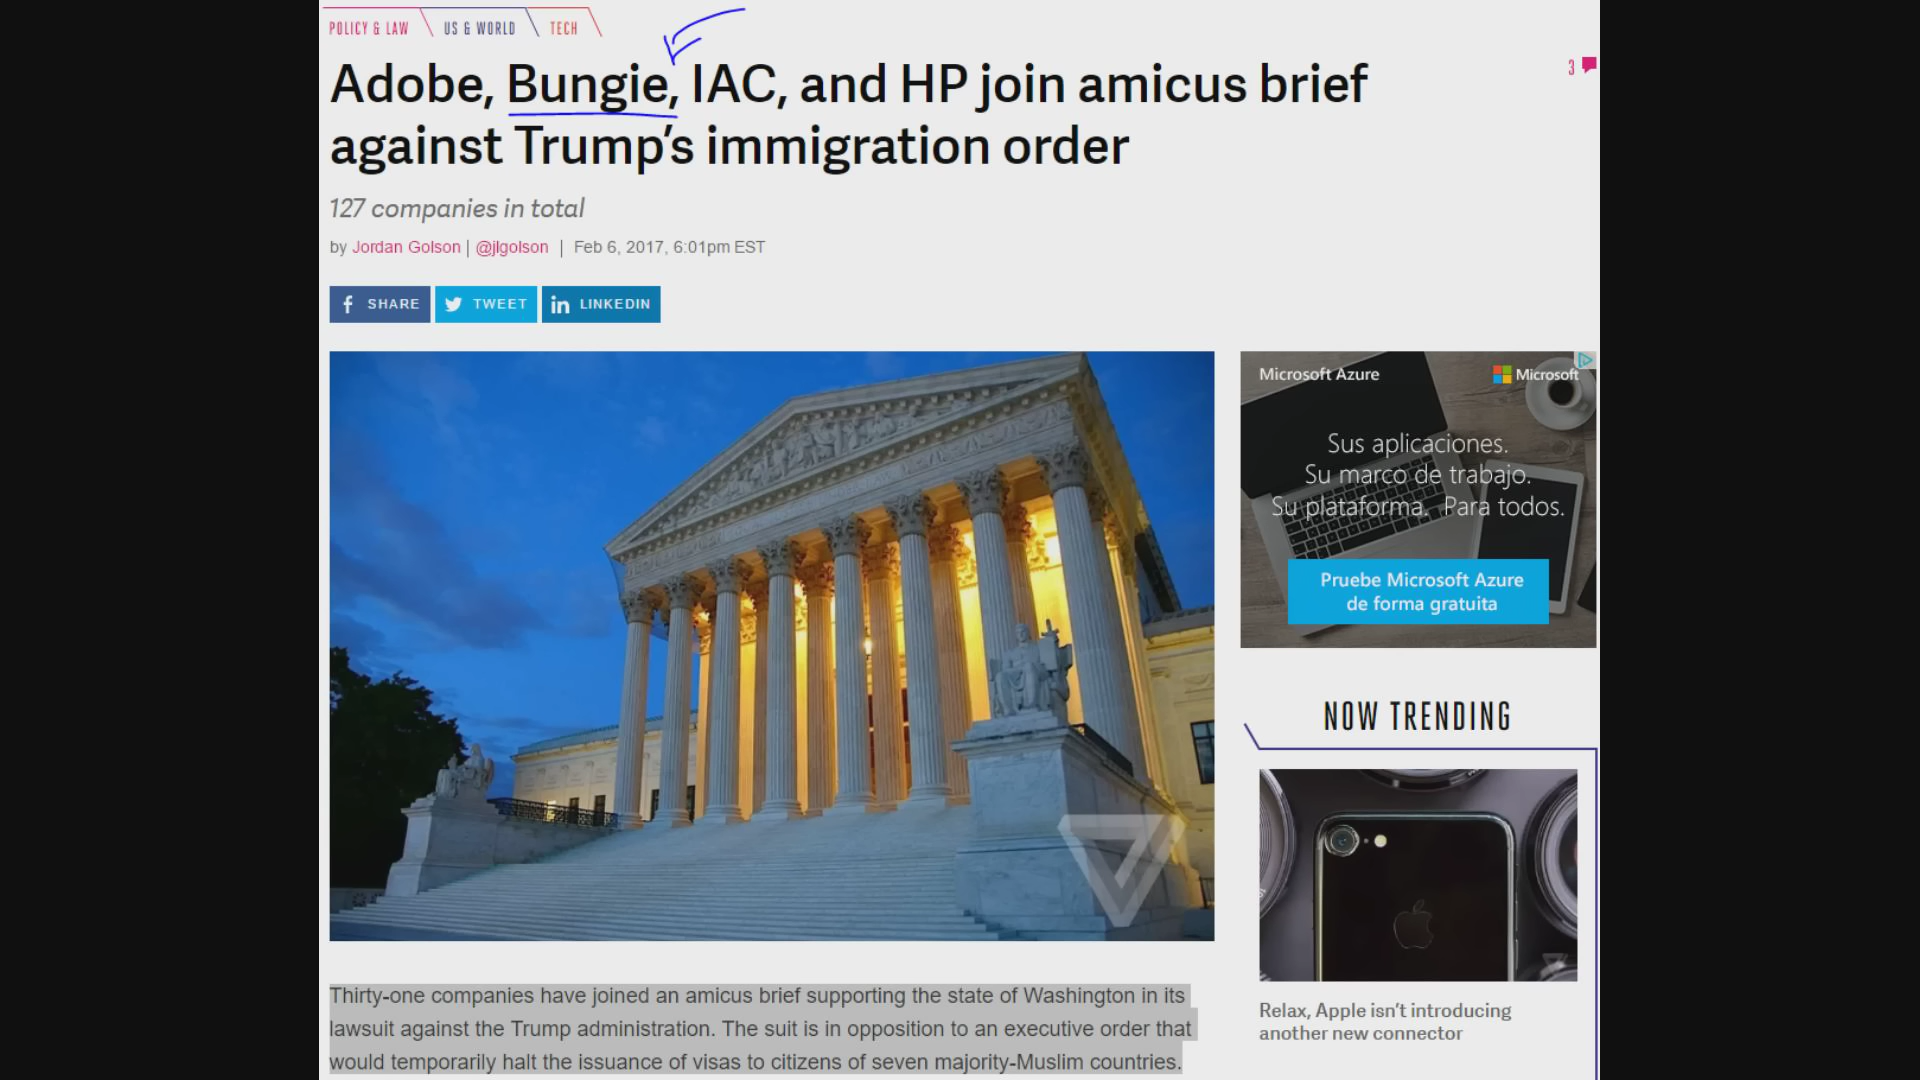 POLICY & LAW US & WORLD TECH
Adobe, Bungie, IAC, and HP join amicus brief
against Trump's immigration order
3
127 companies in total
by Jordan Golson | @jlgolson | Feb 6, 2017, 6:01pm EST
SHARE TWEET LINKEDIN
Microsoft Azure Microsoft
Sus aplicaciones.
Su marco de trabajo.
Su plataforma. Para todos.
Pruebe Microsoft Azure
de forma gratuita
NOW TRENDING
Relax, Apple isn't introducing
another new connector
Thirty-one companies have joined an amicus brief supporting the state of Washington in its
lawsuit against the Trump administration. The suit is in opposition to an executive order that
would temporarily halt the issuance of visas to citizens of seven majority-Muslim countries.